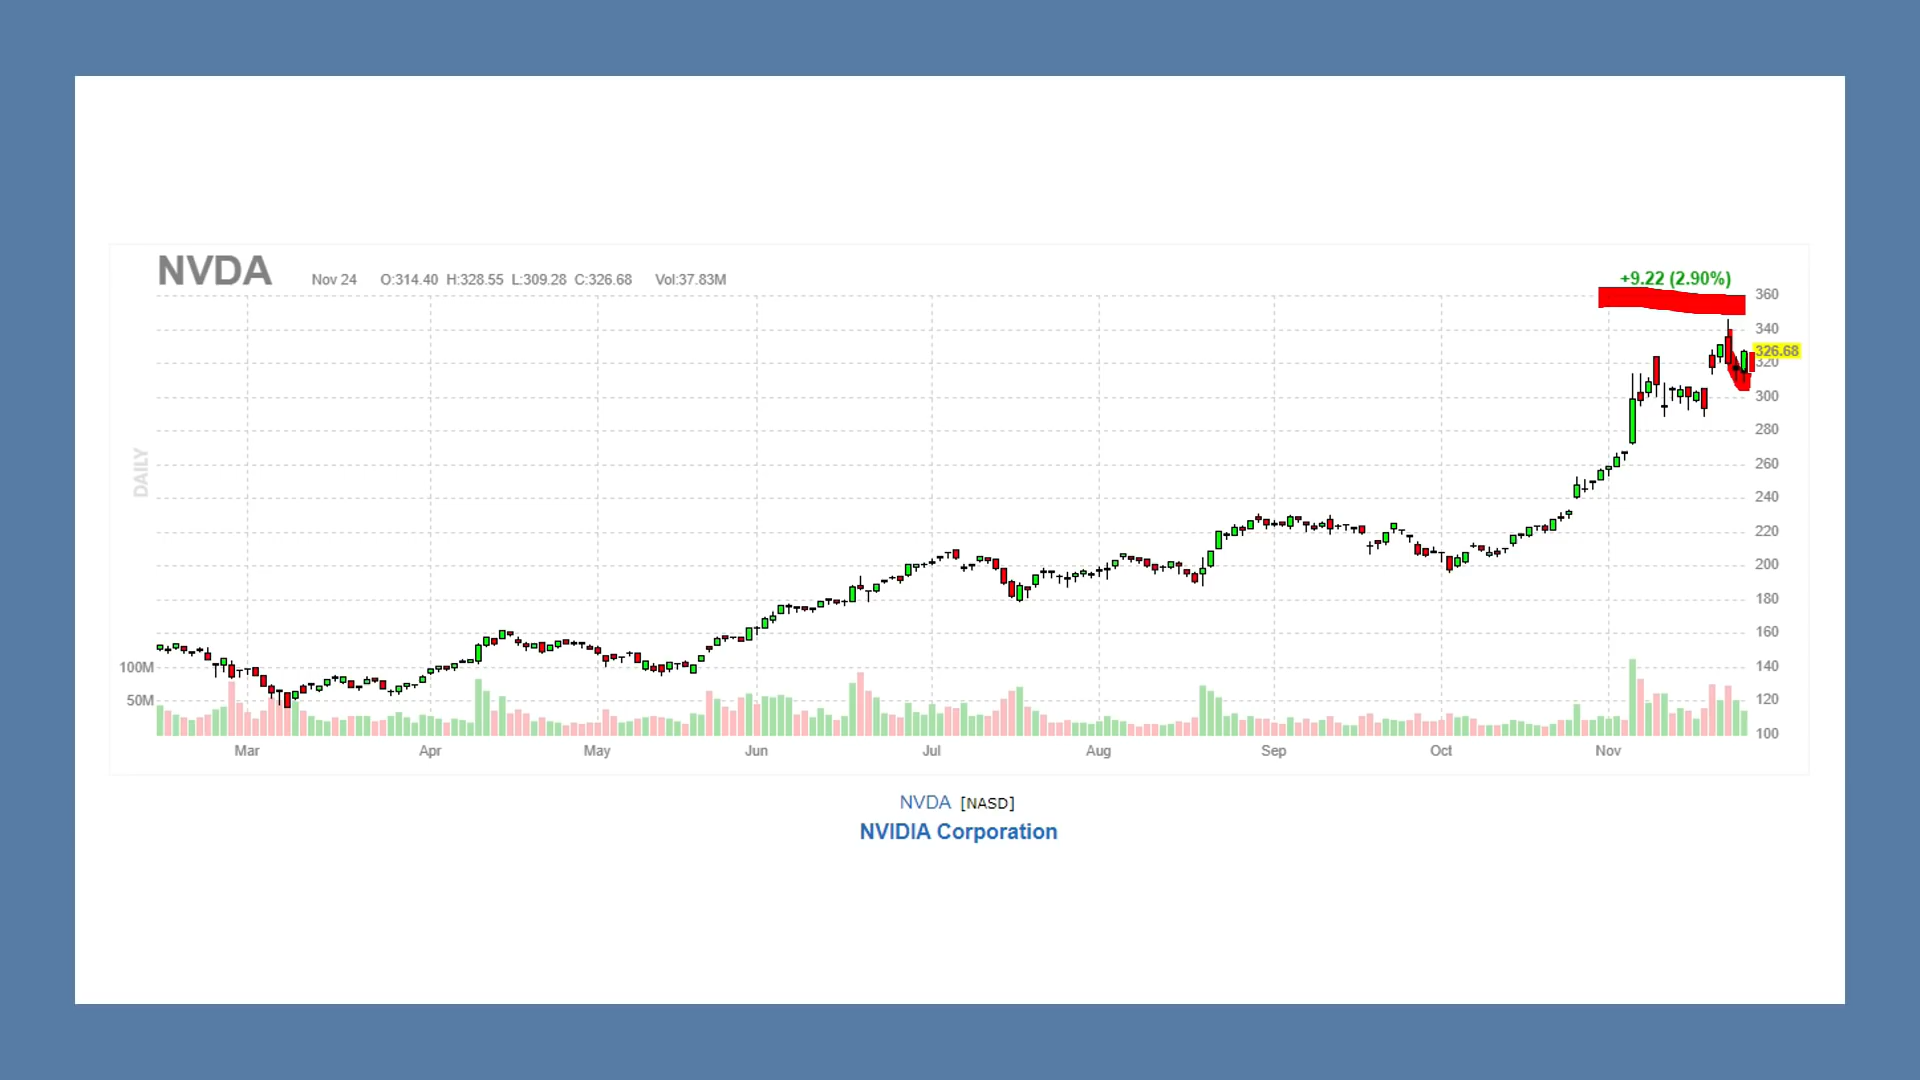 NVDA Nov 24 O:314.40 H:328.55 L:309.28 C:326.68 Vol:37.83M +9.22 (2.90%)
360
340
326.68
320
300
280
260
DAILY
240
220
200
180
160
100M 140
50M 120
100
Mar Apr May Jun Jul Aug Sep Oct Nov
NVDA [NASD]
NVIDIA Corporation